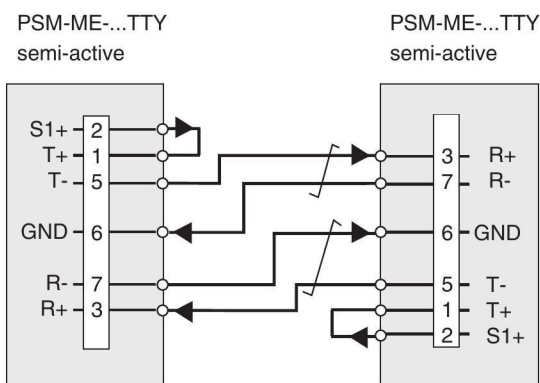 PSM-ME-...TTY
semi-active
PSM-ME-...TTY
semi-active
S1+ 2
T+ 1
T- 5
GND 6
R- 7
R+ 3
3 R+
7 R-
6 GND
5 T-
1 T+
2 S1+